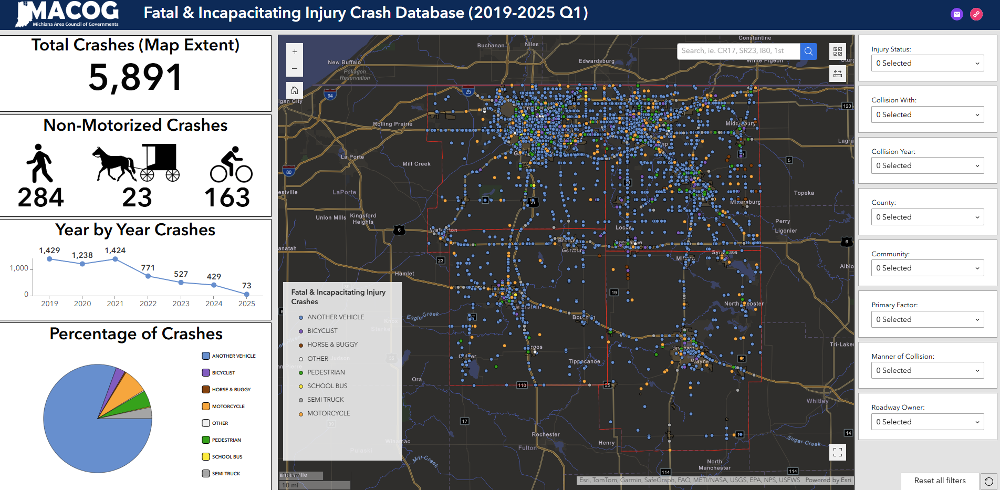 MACOG
Michiana Area Council of Governments
Fatal & Incapacitating Injury Crash Database (2019-2025 Q1)
Total Crashes (Map Extent)
5,891
Non-Motorized Crashes
284
23
163
Year by Year Crashes
1,429
1,238
1,424
771
527
429
73
1,000
0
2019
2020
2021
2022
2023
2024
2025
Percentage of Crashes
ANOTHER VEHICLE
BICYCLIST
HORSE & BUGGY
MOTORCYCLE
OTHER
PEDESTRIAN
SCHOOL BUS
SEMI TRUCK
+
−
Search, ie. CR17, SR23, I80, 1st
Constantine
Buchanan
Niles
New Buffalo
Edwardsburg
White Pigeon
Pokagon
Reservation
94
igan City
120
Rolling Prairie
Middlebury
Lagra
La Porte
Mill Creek
5
80
estville
LaPorte
Topeka
Millersburg
Union Mills
Kingsford
Heights
6
Walkerton
Locke
Perry
Ligonier
anatah
6
23
Syracuse
Albio
Hamlet
19
North Webster
Eagle Creek
Bourbon
Tri-Lake
Tippecanoe
Ora
110
25
Whitley
17
Rochester
Henry
Fulton
14
Sugar Creek
Winamac
Pulaski
Mill Creek
North
Manchester
114
114
Fatal & Incapacitating Injury
Crashes
ANOTHER VEHICLE
BICYCLIST
HORSE & BUGGY
OTHER
PEDESTRIAN
SCHOOL BUS
SEMI TRUCK
MOTORCYCLE
10 mi
Esri, TomTom, Garmin, SafeGraph, FAO, METI/NASA, USGS, EPA, NPS, USFWS
Powered by Esri
Injury Status:
0 Selected
Collision With:
0 Selected
Collision Year:
0 Selected
County:
0 Selected
Community:
0 Selected
Primary Factor:
0 Selected
Manner of Collision:
0 Selected
Roadway Owner:
0 Selected
Reset all filters